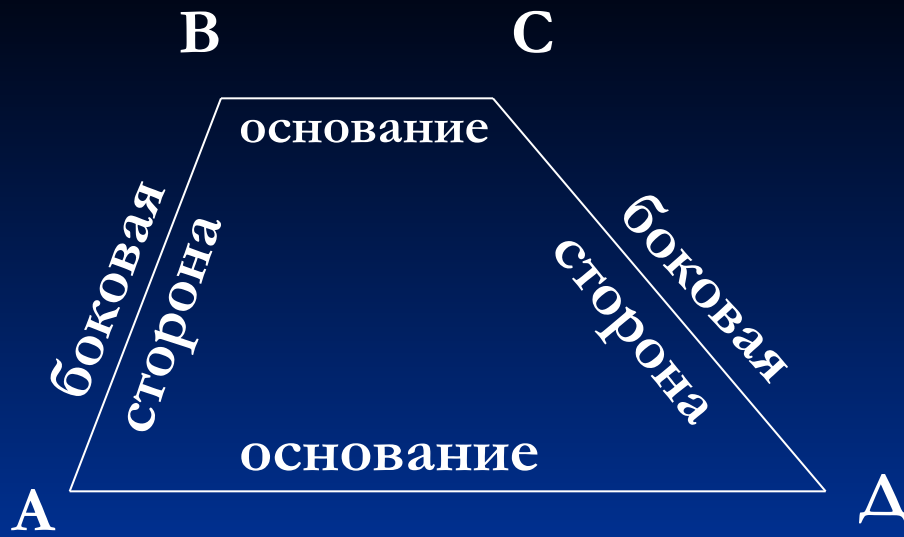 В
С
основание
боковая
сторона
боковая
сторона
основание
А
Д